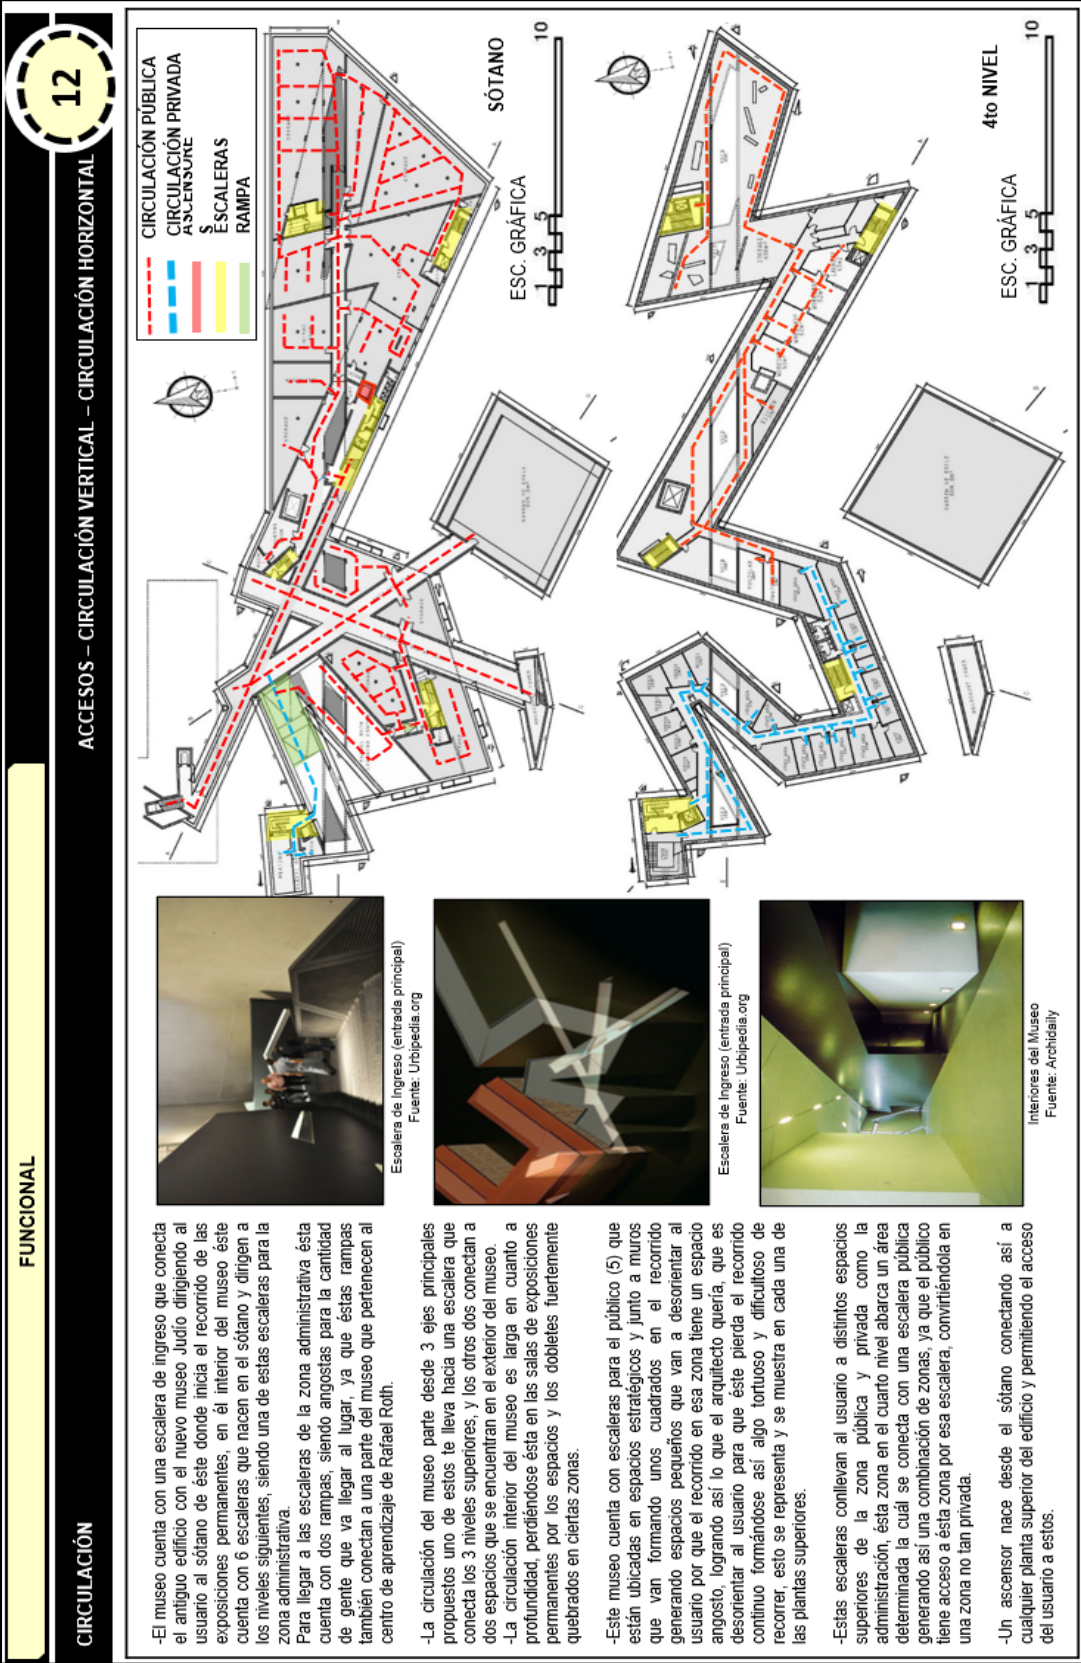 FUNCIONAL
CIRCULACIÓN
ACCESOS – CIRCULACIÓN VERTICAL – CIRCULACIÓN HORIZONTAL
12
-El museo cuenta con una escalera de ingreso que conecta
el antiguo edificio con el nuevo museo Judío dirigiendo al
usuario al sótano de éste donde inicia el recorrido de las
exposiciones permanentes, en él interior del museo éste
cuenta con 6 escaleras que nacen en el sótano y dirigen a
los niveles siguientes, siendo una de estas escaleras para la
zona administrativa.
Para llegar a las escaleras de la zona administrativa ésta
cuenta con dos rampas, siendo angostas para la cantidad
de gente que va llegar al lugar, ya que éstas rampas
también conectan a una parte del museo que pertenecen al
centro de aprendizaje de Rafael Roth.
-La circulación del museo parte desde 3 ejes principales
propuestos uno de estos te lleva hacia una escalera que
conecta los 3 niveles superiores, y los otros dos conectan a
dos espacios que se encuentran en el exterior del museo.
-La circulación interior del museo es larga en cuanto a
profundidad, perdiéndose ésta en las salas de exposiciones
permanentes por los espacios y los dobletes fuertemente
quebrados en ciertas zonas.
-Este museo cuenta con escaleras para el público (5) que
están ubicadas en espacios estratégicos y junto a muros
que van formando unos cuadrados en el recorrido
generando espacios pequeños que van a desorientar al
usuario por que el recorrido en esa zona tiene un espacio
angosto, logrando así lo que el arquitecto quería, que es
desorientar al usuario para que éste pierda el recorrido
continuo formándose así algo tortuoso y dificultoso de
recorrer, esto se representa y se muestra en cada una de
las plantas superiores.
-Estas escaleras conllevan al usuario a distintos espacios
superiores de la zona pública y privada como la
administración, ésta zona en el cuarto nivel abarca un área
determinada la cuál se conecta con una escalera pública
generando así una combinación de zonas, ya que el público
tiene acceso a ésta zona por esa escalera, convirtiéndola en
una zona no tan privada.
-Un ascensor nace desde el sótano conectando así a
cualquier planta superior del edificio y permitiendo el acceso
del usuario a estos.
Escalera de Ingreso (entrada principal)
Fuente: Urbipedia.org
Escalera de Ingreso (entrada principal)
Fuente: Urbipedia.org
Interiores del Museo
Fuente: Archidaily
CIRCULACIÓN PÚBLICA
CIRCULACIÓN PRIVADA
ASCENSORE
S
ESCALERAS
RAMPA
SÓTANO
ESC. GRÁFICA
1 3 5 10
4to NIVEL
ESC. GRÁFICA
1 3 5 10